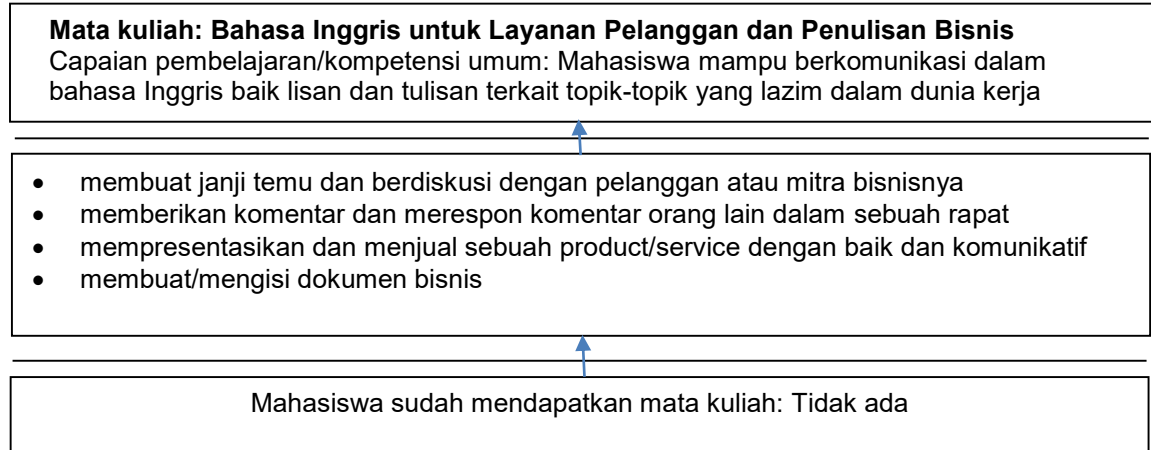 Mata kuliah: Bahasa Inggris untuk Layanan Pelanggan dan Penulisan Bisnis
Capaian pembelajaran/kompetensi umum: Mahasiswa mampu berkomunikasi dalam
bahasa Inggris baik lisan dan tulisan terkait topik-topik yang lazim dalam dunia kerja
• membuat janji temu dan berdiskusi dengan pelanggan atau mitra bisnisnya
• memberikan komentar dan merespon komentar orang lain dalam sebuah rapat
• mempresentasikan dan menjual sebuah product/service dengan baik dan komunikatif
• membuat/mengisi dokumen bisnis
Mahasiswa sudah mendapatkan mata kuliah: Tidak ada